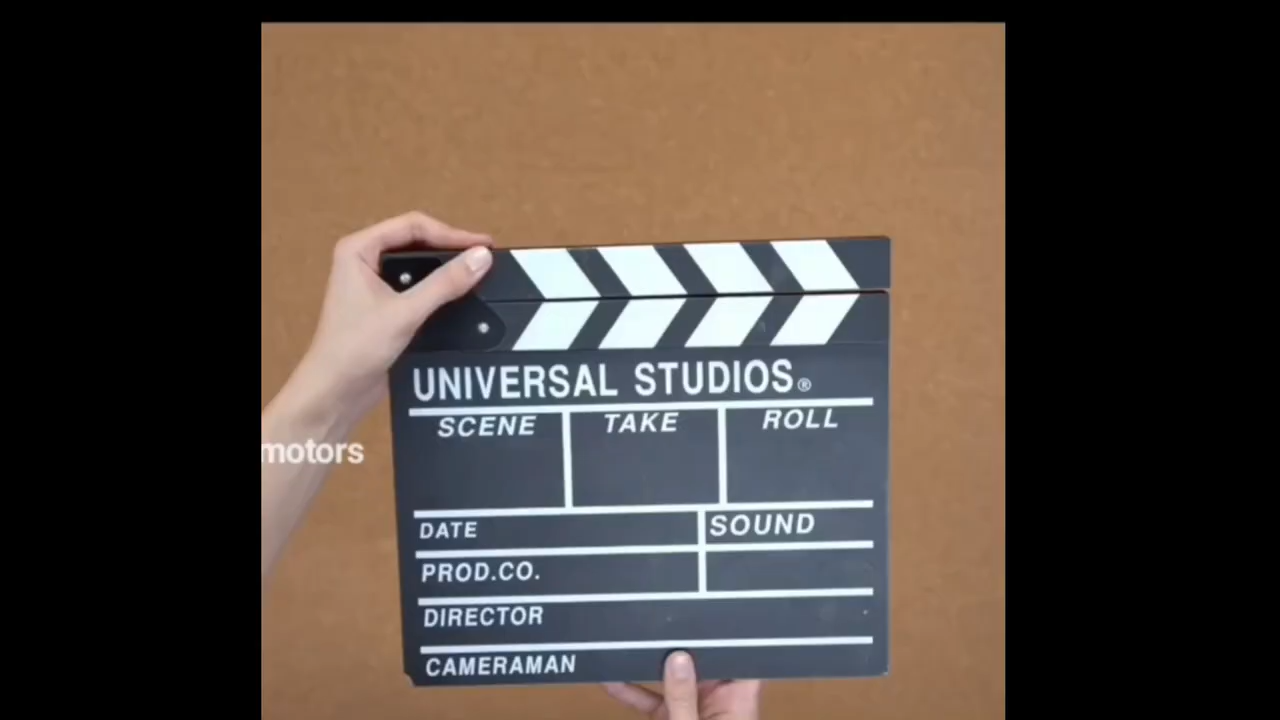 UNIVERSAL STUDIOS®
SCENE TAKE ROLL
motors
DATE SOUND
PROD.CO.
DIRECTOR
CAMERAMAN